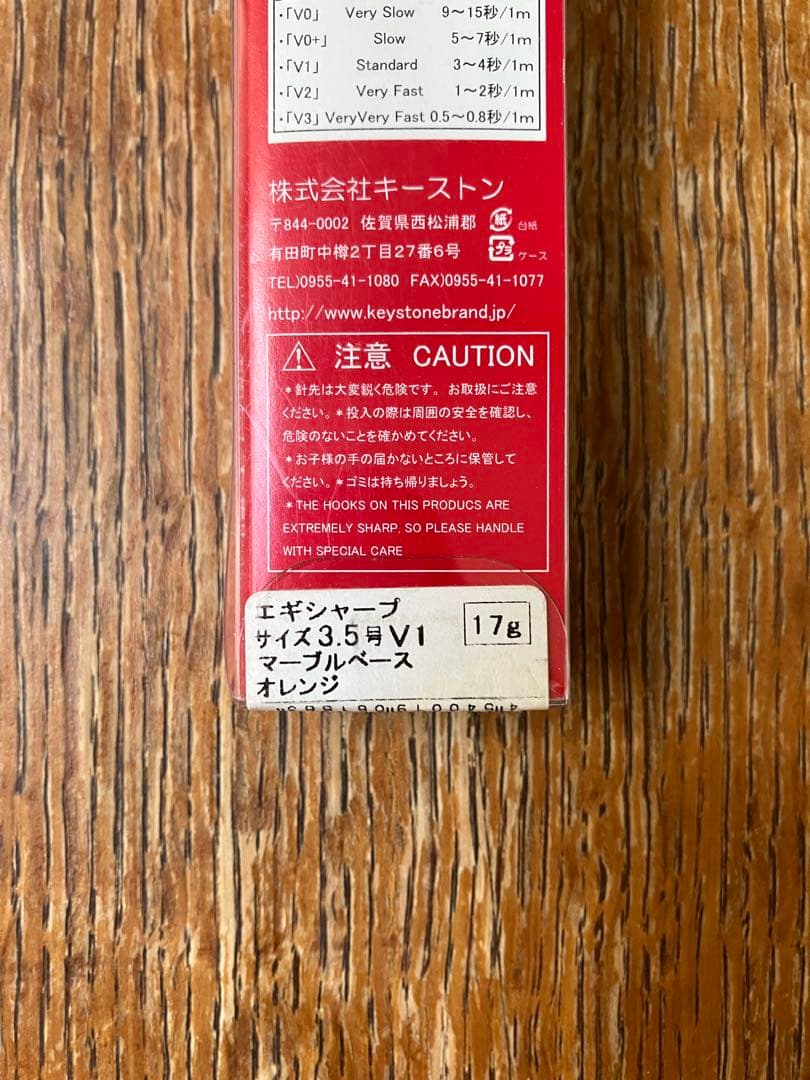 ・「V0」 Very Slow 9～15秒/1m
・「V0+」 Slow 5～7秒/1m
・「V1」 Standard 3～4秒/1m
・「V2」 Very Fast 1～2秒/1m
・「V3」 VeryVery Fast 0.5～0.8秒/1m
株式会社キーストン
〒844-0002 佐賀県西松浦郡 紙 台紙
有田町中樽2丁目27番6号 プラ ケース
TEL)0955-41-1080 FAX)0955-41-1077
http://www.keystonebrand.jp/
注意 CAUTION
＊針先は大変鋭く危険です。お取扱にご注意
ください。＊投入の際は周囲の安全を確認し、
危険のないことを確かめてください。
＊お子様の手の届かないところに保管して
ください。＊ゴミは持ち帰りましょう。
＊THE HOOKS ON THIS PRODUCS ARE
EXTREMELY SHARP, SO PLEASE HANDLE
WITH SPECIAL CARE
エギシャープ 17g
サイズ3.5号V1
マーブルベース
オレンジ